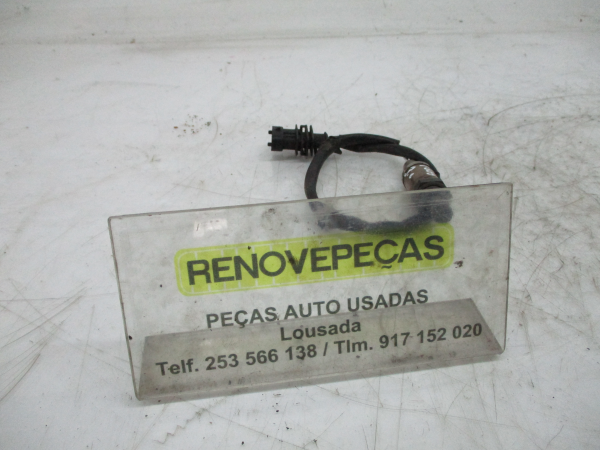 RENOVEPEÇAS
PEÇAS AUTO USADAS
Lousada
Telf. 253 566 138 / Tlm. 917 152 020